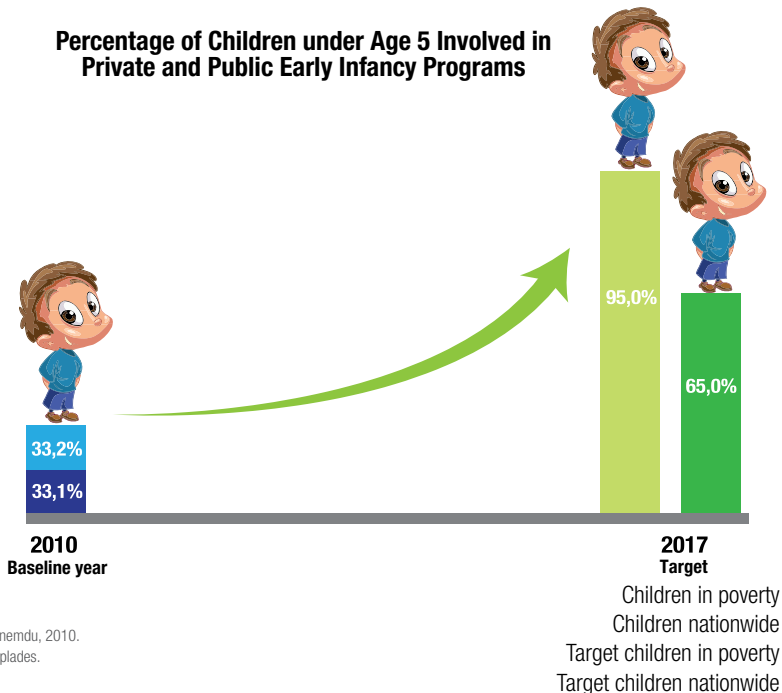 Percentage of Children under Age 5 Involved in
Private and Public Early Infancy Programs
95,0%
65,0%
33,2%
33,1%
2010
Baseline year
2017
Target
Children in poverty
Children nationwide
Target children in poverty
Target children nationwide
nemdu, 2010.
plades.